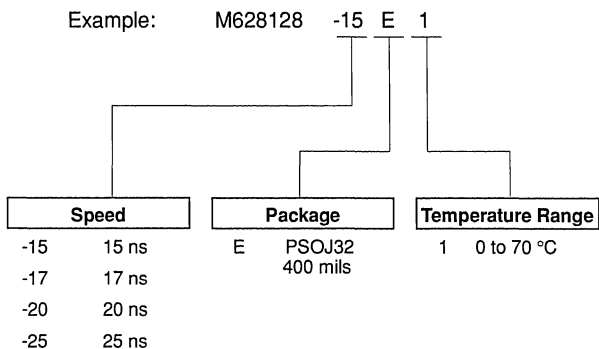 Example: M628128 -15 E 1
Speed Package Temperature Range
-15 15 ns E PSOJ32 1 0 to 70 °C
400 mils
-17 17 ns
-20 20 ns
-25 25 ns